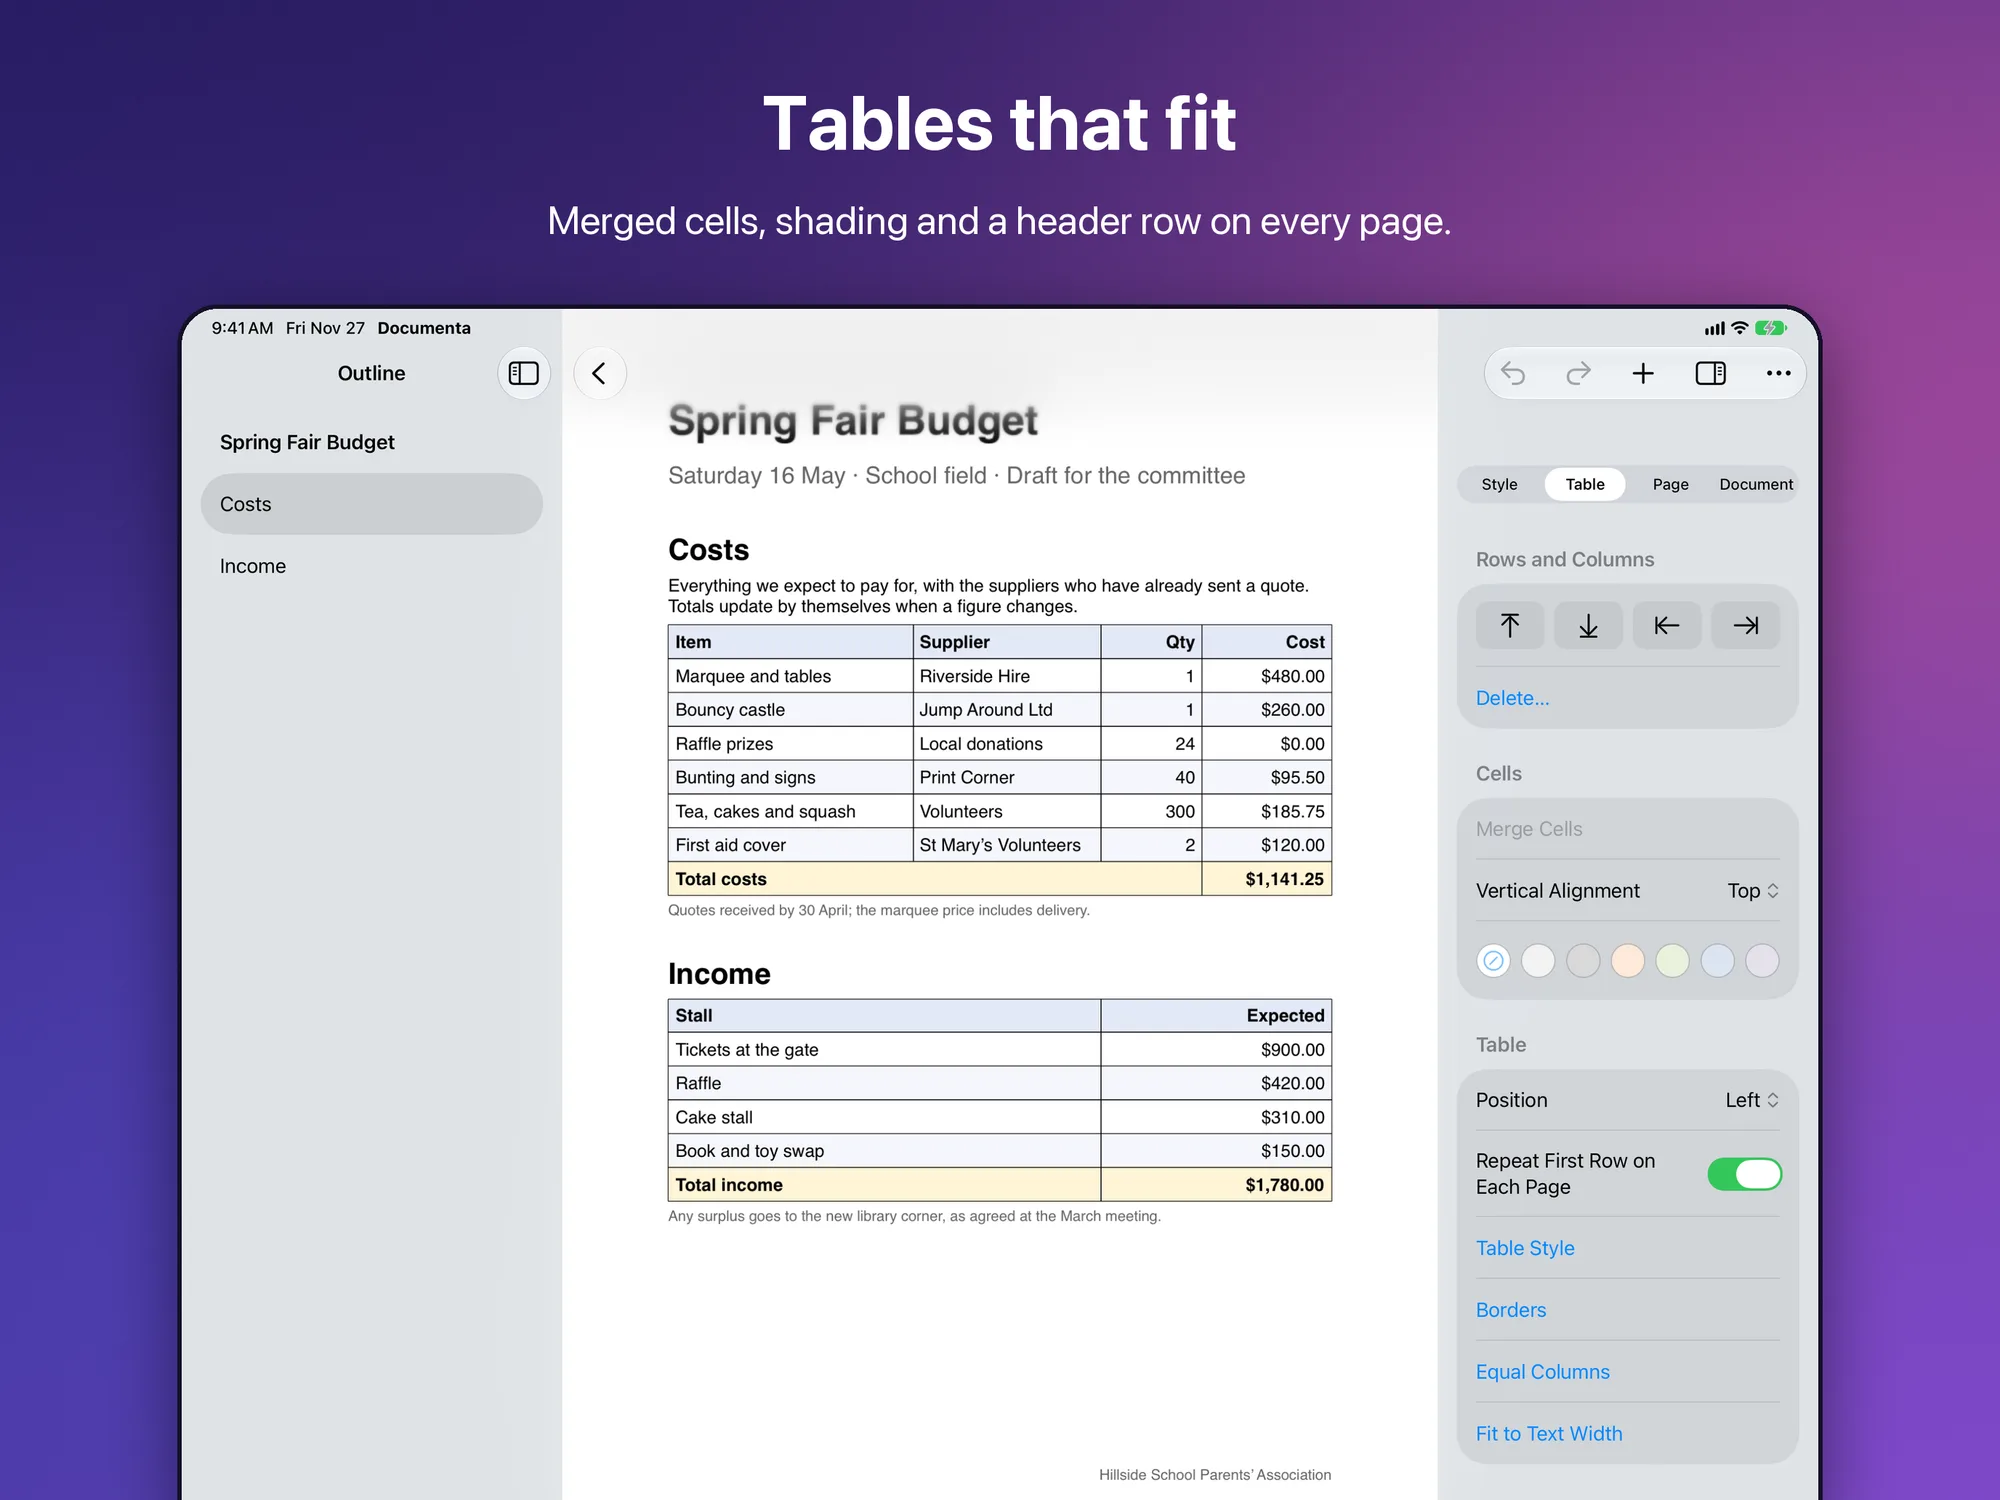 Tables that fit
Merged cells, shading and a header row on every page.
9:41 AM Fri Nov 27 Documenta
Outline
Spring Fair Budget
Costs
Income
Spring Fair Budget
Saturday 16 May · School field · Draft for the committee
Costs
Everything we expect to pay for, with the suppliers who have already sent a quote.
Totals update by themselves when a figure changes.
Item Supplier Qty Cost
Marquee and tables Riverside Hire 1 $480.00
Bouncy castle Jump Around Ltd 1 $260.00
Raffle prizes Local donations 24 $0.00
Bunting and signs Print Corner 40 $95.50
Tea, cakes and squash Volunteers 300 $185.75
First aid cover St Mary’s Volunteers 2 $120.00
Total costs $1,141.25
Quotes received by 30 April; the marquee price includes delivery.
Income
Stall Expected
Tickets at the gate $900.00
Raffle $420.00
Cake stall $310.00
Book and toy swap $150.00
Total income $1,780.00
Any surplus goes to the new library corner, as agreed at the March meeting.
Hillside School Parents’ Association
Style Table Page Document
Rows and Columns
Delete...
Cells
Merge Cells
Vertical Alignment Top
Table
Position Left
Repeat First Row on
Each Page
Table Style
Borders
Equal Columns
Fit to Text Width